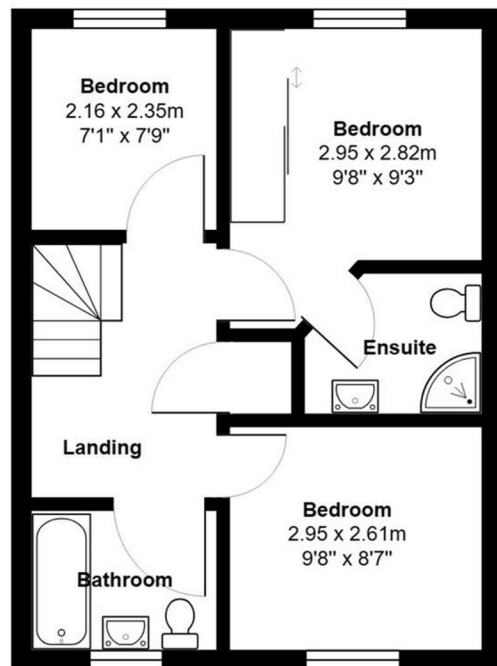 Bedroom
2.16 x 2.35m
7'1" x 7'9"
Bedroom
2.95 x 2.82m
9'8" x 9'3"
Ensuite
Landing
Bedroom
2.95 x 2.61m
9'8" x 8'7"
Bathroom